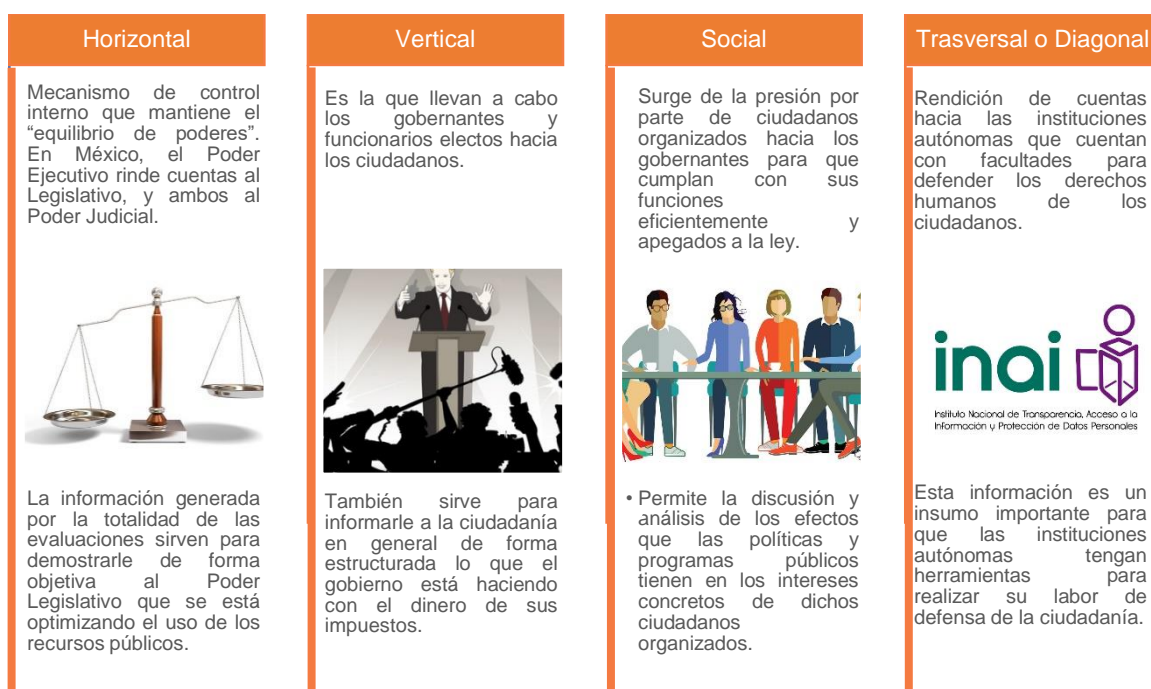 Horizontal
Mecanismo de control
interno que mantiene el
“equilibrio de poderes”.
En México, el Poder
Ejecutivo rinde cuentas al
Legislativo, y ambos al
Poder Judicial.
La información generada
por la totalidad de las
evaluaciones sirven para
demostrarle de forma
objetiva al Poder
Legislativo que se está
optimizando el uso de los
recursos públicos.
Vertical
Es la que llevan a cabo
los gobernantes y
funcionarios electos hacia
los ciudadanos.
También sirve para
informarle a la ciudadanía
en general de forma
estructurada lo que el
gobierno está haciendo
con el dinero de sus
impuestos.
Social
Surge de la presión por
parte de ciudadanos
organizados hacia los
gobernantes para que
cumplan con sus
funciones
eficientemente y
apegados a la ley.
• Permite la discusión y
análisis de los efectos
que las políticas y
programas públicos
tienen en los intereses
concretos de dichos
ciudadanos
organizados.
Trasversal o Diagonal
Rendición de cuentas
hacia las instituciones
autónomas que cuentan
con facultades para
defender los derechos
humanos de los
ciudadanos.
inai
Instituto Nacional de Transparencia, Acceso a la
Información y Protección de Datos Personales
Esta información es un
insumo importante para
que las instituciones
autónomas tengan
herramientas para
realizar su labor de
defensa de la ciudadanía.